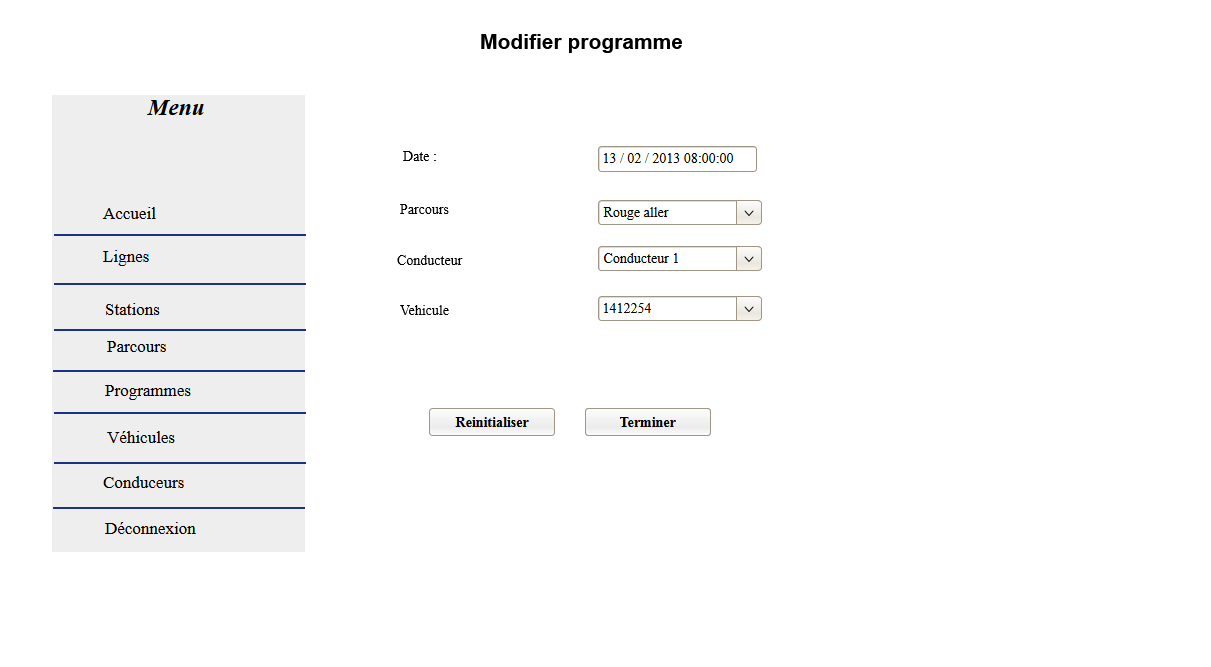 Modifier programme
Menu
Accueil
Lignes
Stations
Parcours
Programmes
Véhicules
Conduceurs
Déconnexion
Date : 13 / 02 / 2013 08:00:00
Parcours Rouge aller
Conducteur Conducteur 1
Vehicule 1412254
Reinitialiser Terminer